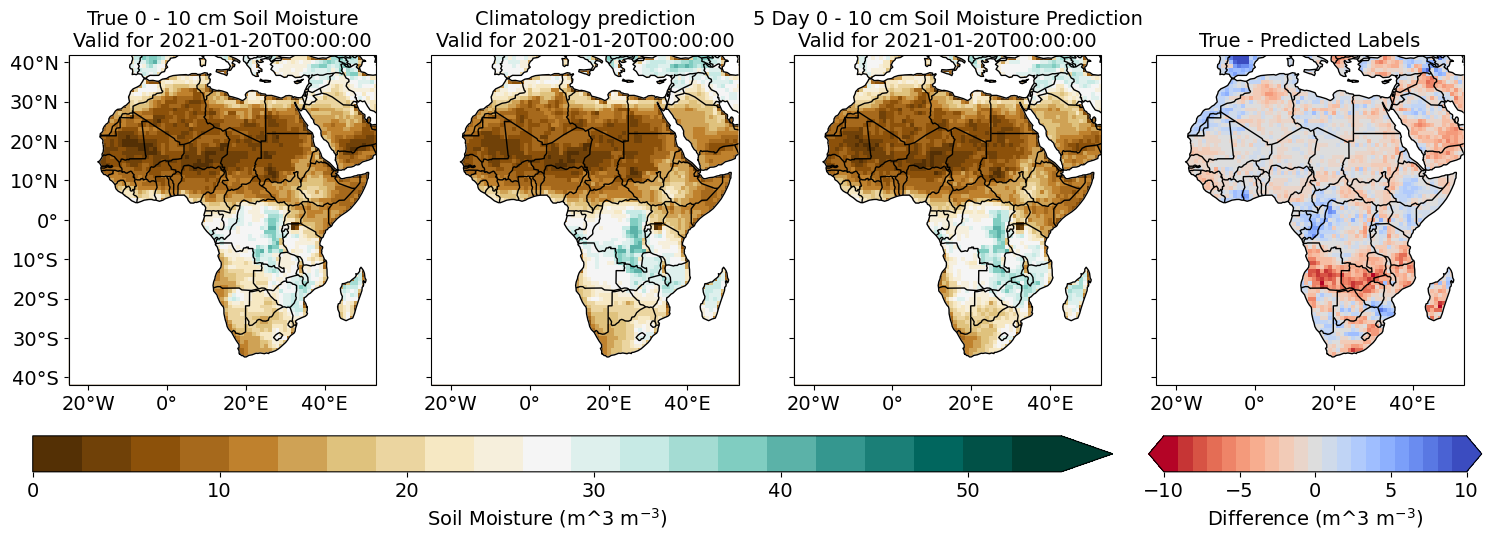 True 0 - 10 cm Soil Moisture
Valid for 2021-01-20T00:00:00
Climatology prediction
Valid for 2021-01-20T00:00:00
5 Day 0 - 10 cm Soil Moisture Prediction
Valid for 2021-01-20T00:00:00
True - Predicted Labels
40°N
30°N
20°N
10°N
0°
10°S
20°S
30°S
40°S
20°W 0° 20°E 40°E
20°W 0° 20°E 40°E
20°W 0° 20°E 40°E
20°W 0° 20°E 40°E
0 10 20 30 40 50
Soil Moisture (m^3 m⁻³)
−10 −5 0 5 10
Difference (m^3 m⁻³)